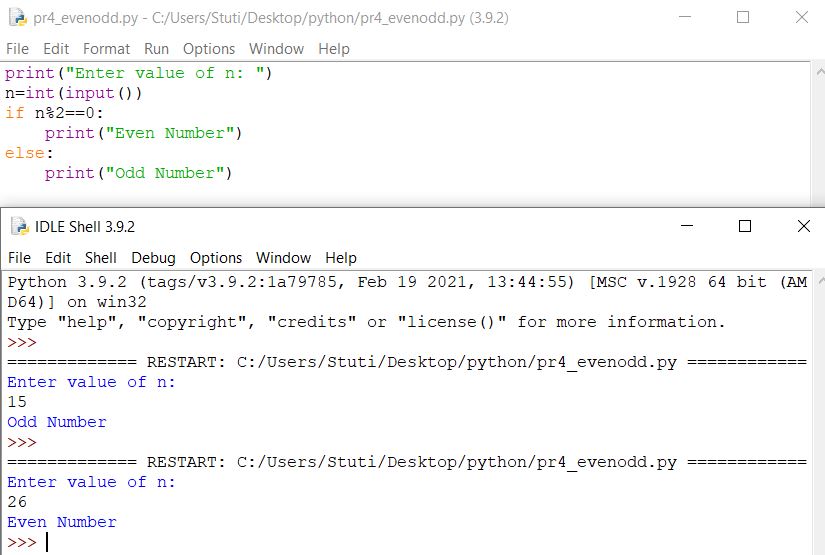 pr4_evenodd.py - C:/Users/Stuti/Desktop/python/pr4_evenodd.py (3.9.2)
File Edit Format Run Options Window Help
print("Enter value of n: ")
n=int(input())
if n%2==0:
    print("Even Number")
else:
    print("Odd Number")
IDLE Shell 3.9.2
File Edit Shell Debug Options Window Help
Python 3.9.2 (tags/v3.9.2:1a79785, Feb 19 2021, 13:44:55) [MSC v.1928 64 bit (AM
D64)] on win32
Type "help", "copyright", "credits" or "license()" for more information.
>>>
============= RESTART: C:/Users/Stuti/Desktop/python/pr4_evenodd.py ============
Enter value of n:
15
Odd Number
>>>
============= RESTART: C:/Users/Stuti/Desktop/python/pr4_evenodd.py ============
Enter value of n:
26
Even Number
>>>